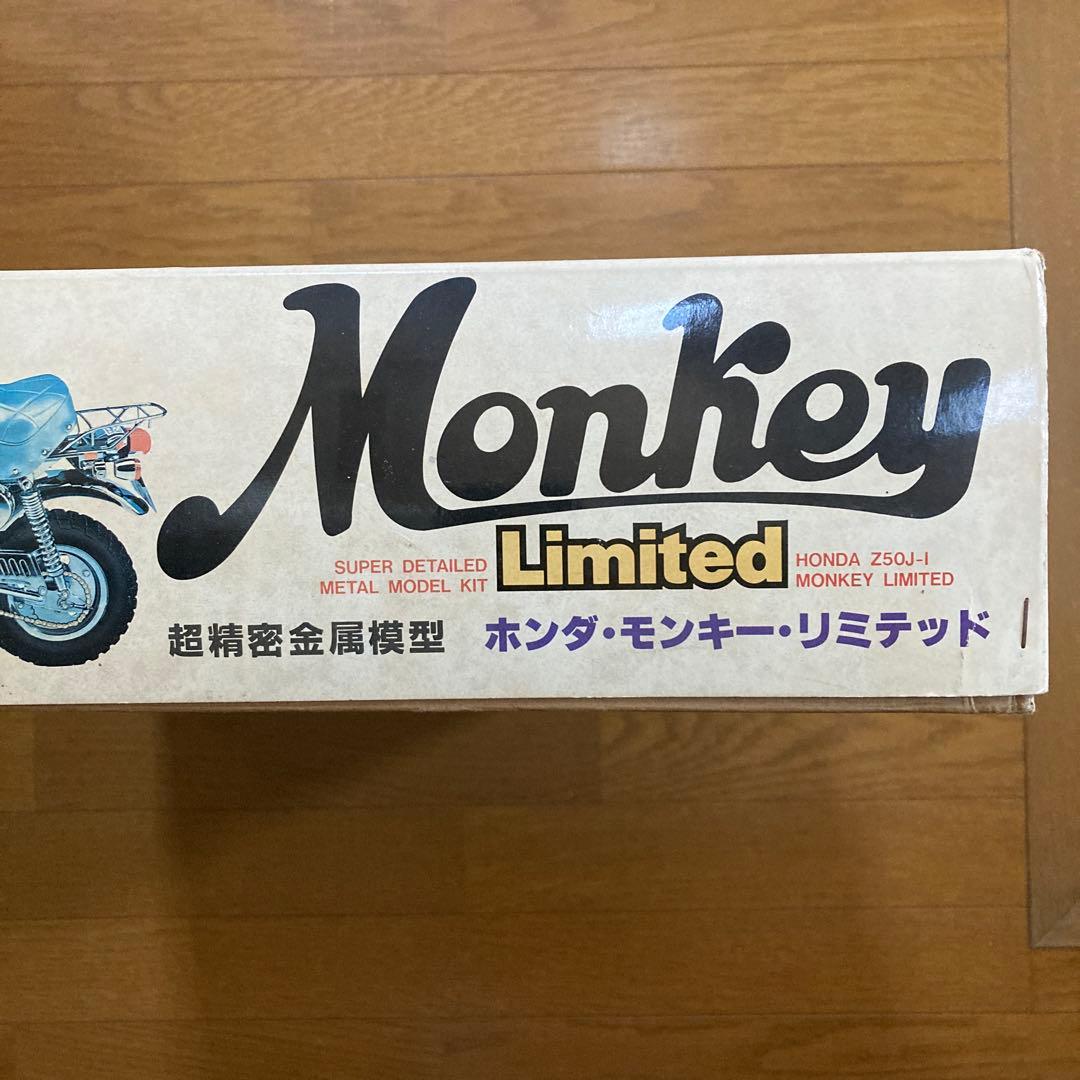 Monkey
Limited
SUPER DETAILED
METAL MODEL KIT
HONDA Z50J-I
MONKEY LIMITED
超精密金属模型 ホンダ・モンキー・リミテッド